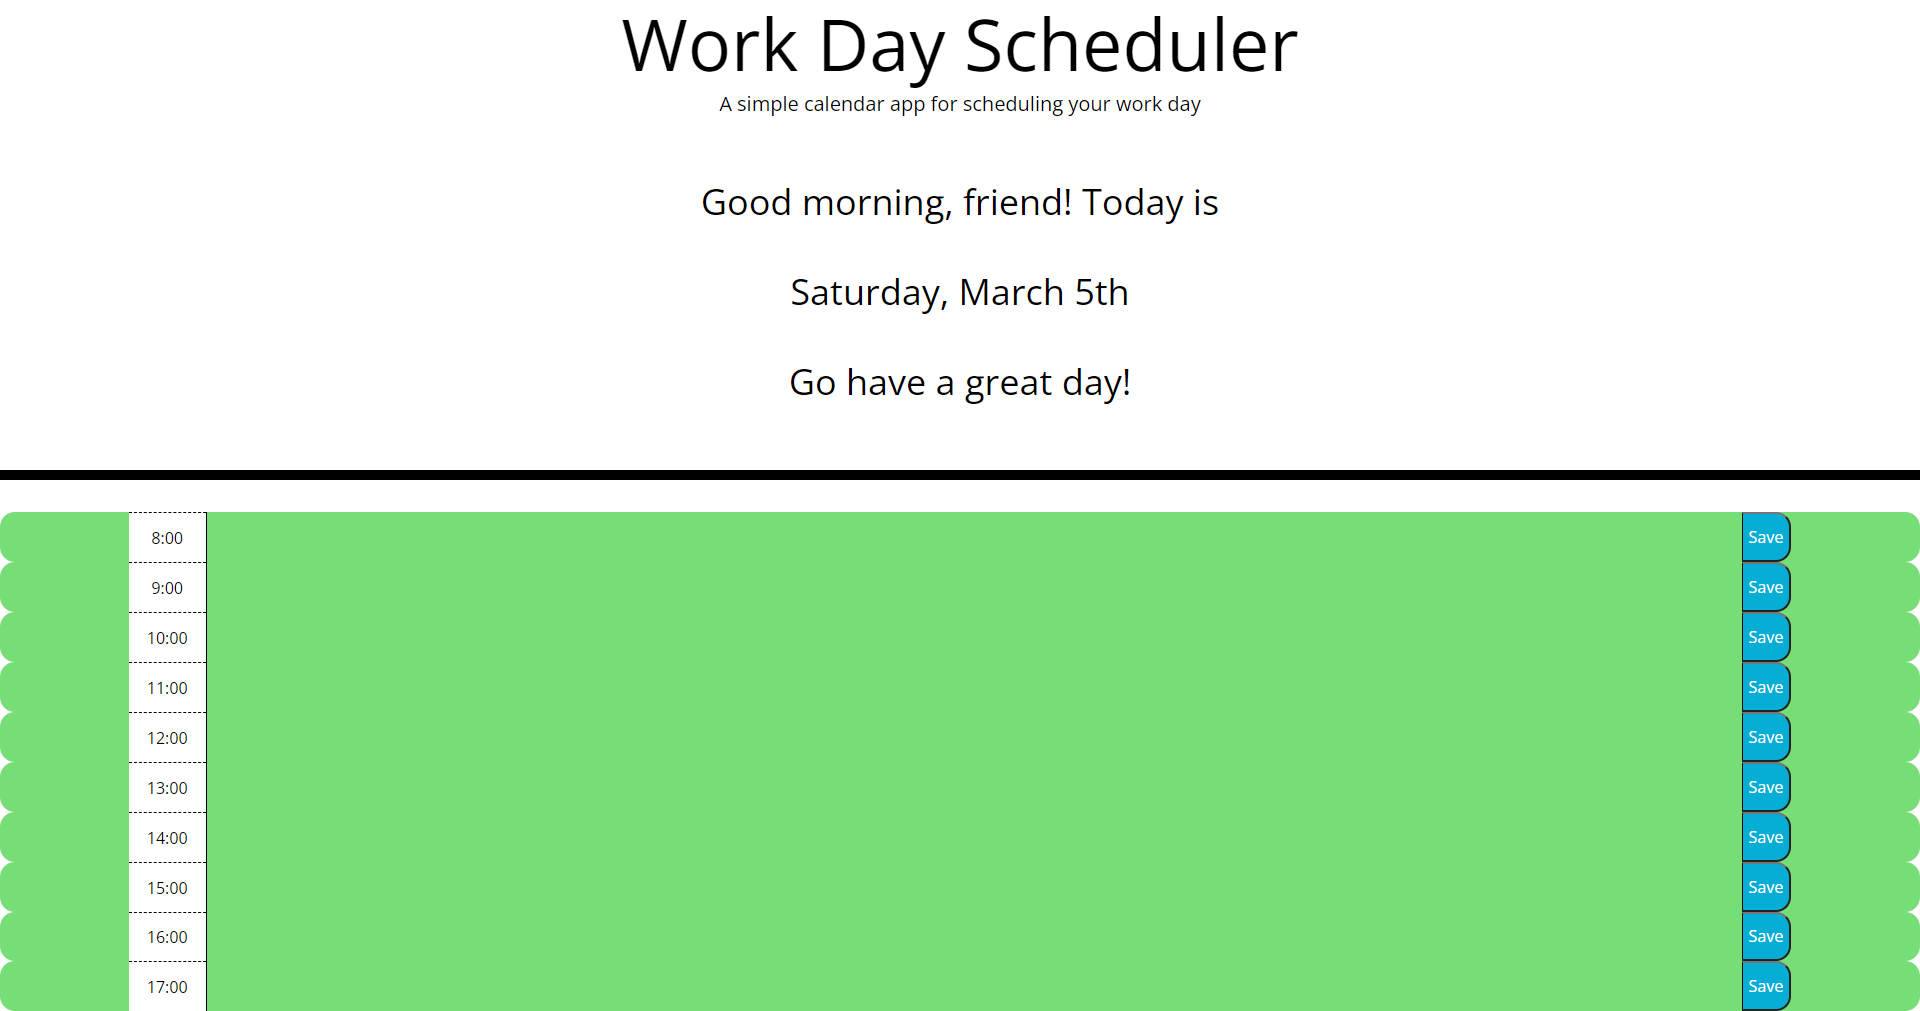 Work Day Scheduler
A simple calendar app for scheduling your work day
Good morning, friend! Today is
Saturday, March 5th
Go have a great day!
8:00 Save
9:00 Save
10:00 Save
11:00 Save
12:00 Save
13:00 Save
14:00 Save
15:00 Save
16:00 Save
17:00 Save